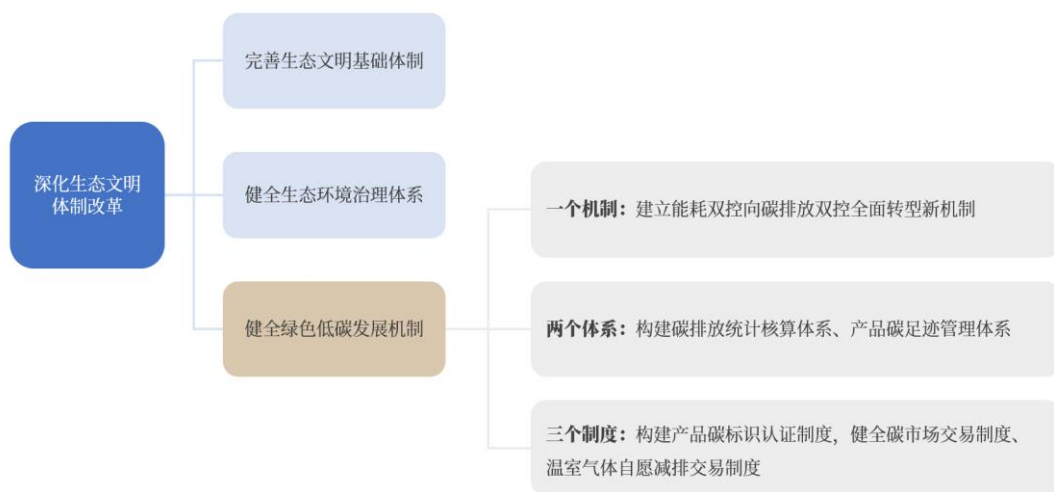 完善生态文明基础体制
深化生态文明
体制改革
健全生态环境治理体系
健全绿色低碳发展机制
一个机制：建立能耗双控向碳排放双控全面转型新机制
两个体系：构建碳排放统计核算体系、产品碳足迹管理体系
三个制度：构建产品碳标识认证制度，健全碳市场交易制度、
温室气体自愿减排交易制度